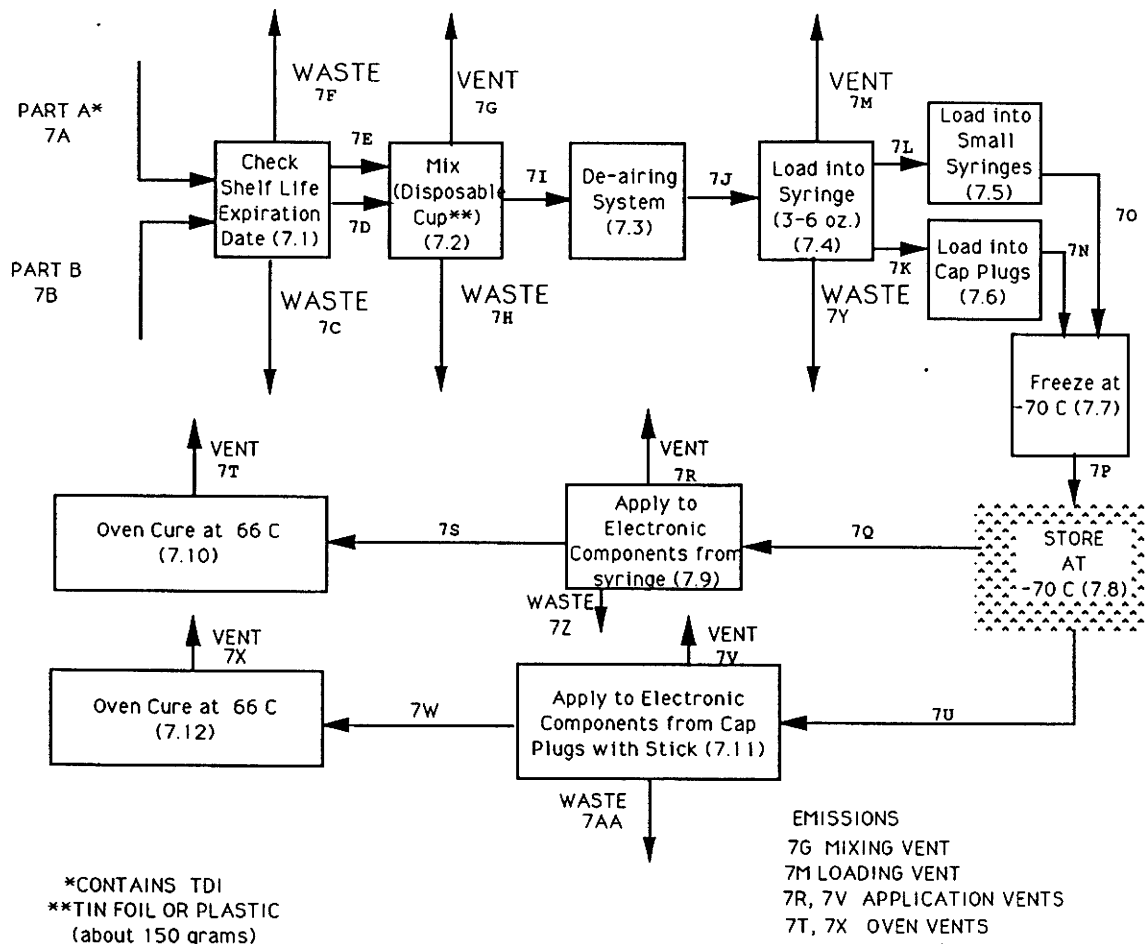 WASTE
7F
VENT
7G
VENT
7M
PART A*
7A
7E
7D
Check
Shelf Life
Expiration
Date (7.1)
Mix
(Disposable
Cup**)
(7.2)
7I
De-airing
System
(7.3)
7J
Load into
Syringe
(3-6 oz.)
(7.4)
7L
Load into
Small
Syringes
(7.5)
7O
7K
Load into
Cap Plugs
(7.6)
7N
PART B
7B
WASTE
7C
WASTE
7H
WASTE
7Y
Freeze at
-70 C (7.7)
7P
VENT
7T
VENT
7R
Oven Cure at 66 C
(7.10)
7S
Apply to
Electronic
Components from
syringe (7.9)
7Q
STORE
AT
-70 C (7.8)
WASTE
7Z
VENT
7X
VENT
7V
Oven Cure at 66 C
(7.12)
7W
Apply to Electronic
Components from Cap
Plugs with Stick (7.11)
7U
WASTE
7AA
*CONTAINS TDI
**TIN FOIL OR PLASTIC
(about 150 grams)
EMISSIONS
7G MIXING VENT
7M LOADING VENT
7R, 7V APPLICATION VENTS
7T, 7X OVEN VENTS